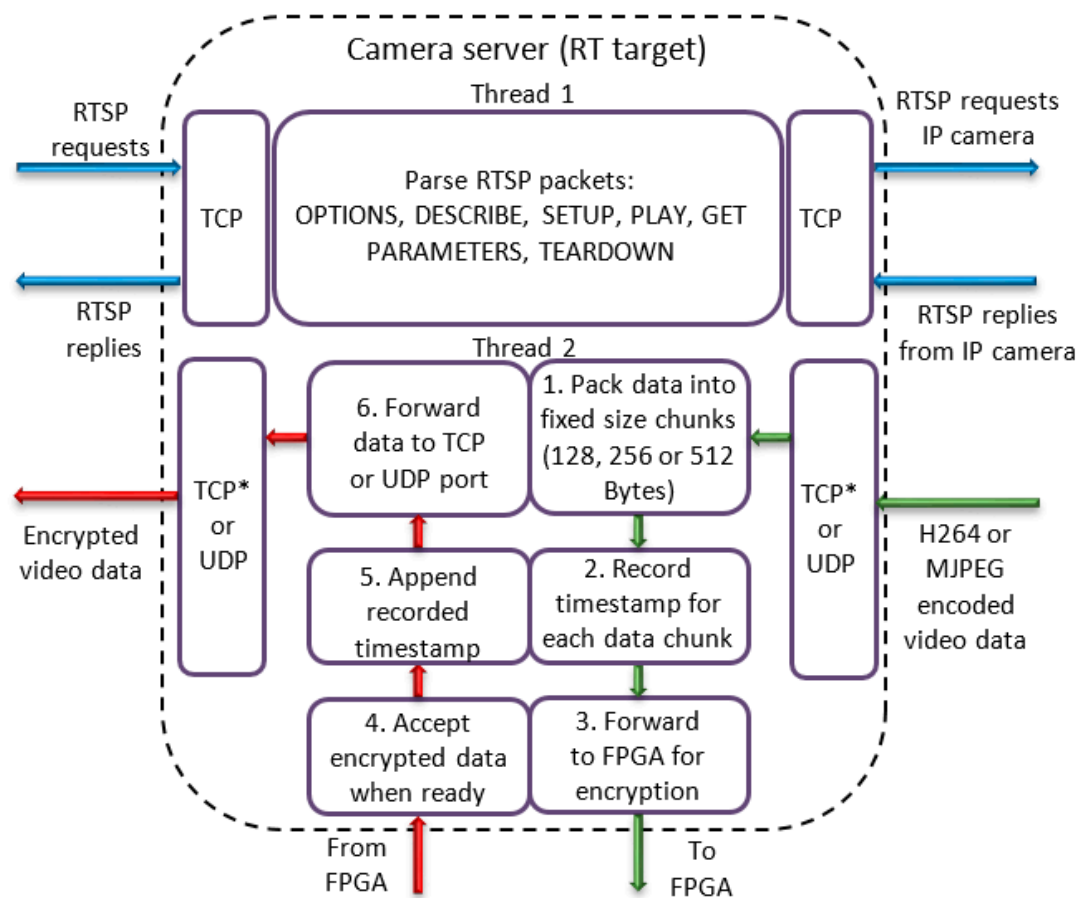 Camera server (RT target)
Thread 1
RTSP
requests
TCP
RTSP
replies
Parse RTSP packets:
OPTIONS, DESCRIBE, SETUP, PLAY, GET
PARAMETERS, TEARDOWN
TCP
RTSP requests
IP camera
RTSP replies
from IP camera
Thread 2
TCP*
or
UDP
Encrypted
video data
6. Forward
data to TCP
or UDP port
1. Pack data into
fixed size chunks
(128, 256 or 512
Bytes)
TCP*
or
UDP
H264 or
MJPEG
encoded
video data
5. Append
recorded
timestamp
2. Record
timestamp for
each data chunk
4. Accept
encrypted data
when ready
3. Forward
to FPGA for
encryption
From
FPGA
To
FPGA